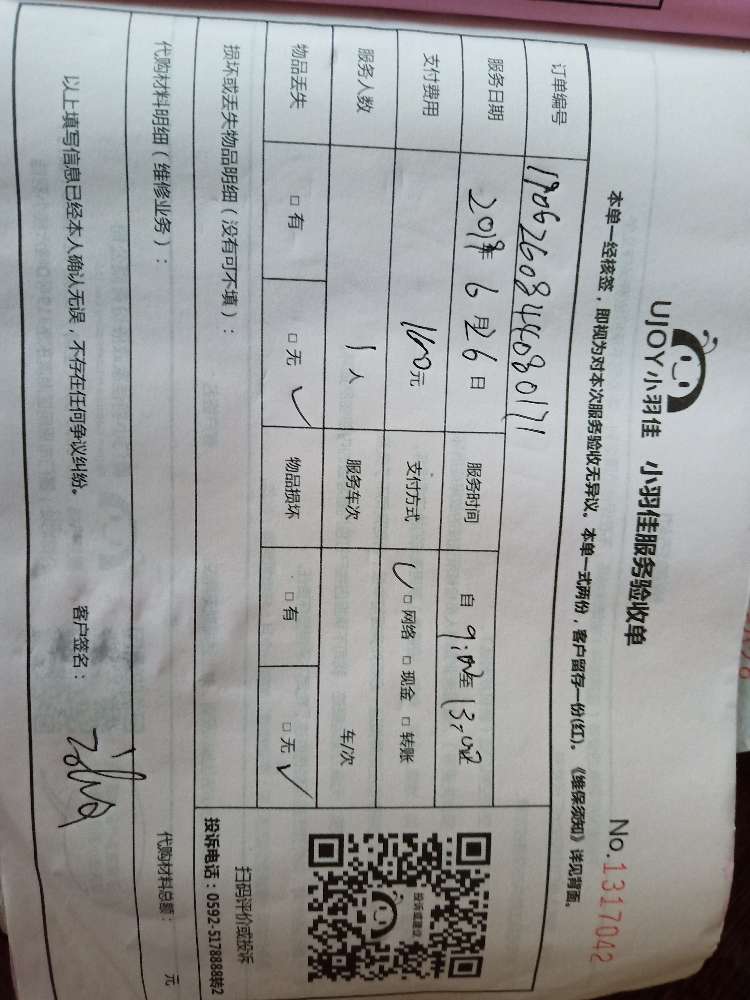 UJOY小羽佳 小羽佳服务验收单
No.1317042
本单一经核签，即视为对本次服务验收无异议。本单一式两份，客户留存一份(红)。《维保须知》详见背面。
订单编号 1906260844080171
服务日期 2019年 6月26日 服务时间 自 9:00至 13:00
支付费用 160元 支付方式 ✓□网络 □现金 □转账
服务人数 1 人 服务车次 车/次
物品丢失 □有 □无 ✓ 物品损坏 □有 □无 ✓
损坏或丢失物品明细（没有可不填）：
投诉或建议
扫码评价或投诉
投诉电话：0592-5178888转2
代购材料明细（维修业务）： 代购材料总额： 元
以上填写信息已经本人确认无误，不存在任何争议纠纷。 客户签名：